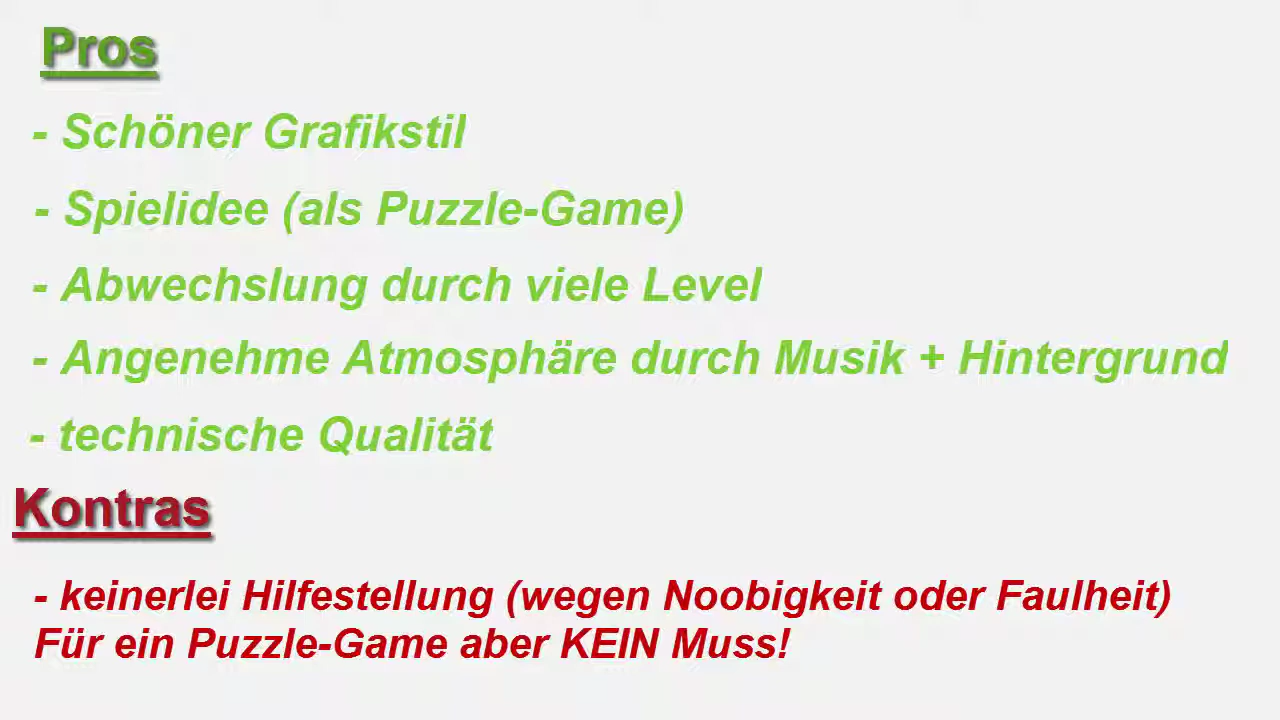 Pros
- Schöner Grafikstil
- Spielidee (als Puzzle-Game)
- Abwechslung durch viele Level
- Angenehme Atmosphäre durch Musik + Hintergrund
- technische Qualität
Kontras
- keinerlei Hilfestellung (wegen Noobigkeit oder Faulheit)
Für ein Puzzle-Game aber KEIN Muss!